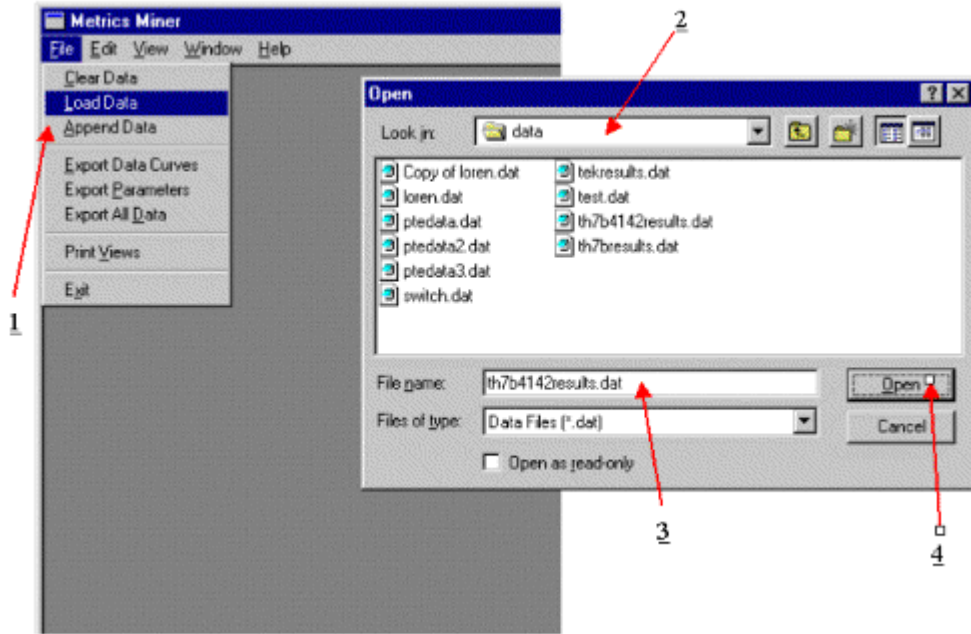 Metrics Miner
File Edit View Window Help
Clear Data
Load Data
Append Data
Export Data Curves
Export Parameters
Export All Data
Print Views
Exit
1
2
Open
Look in: data
Copy of loren.dat
loren.dat
ptedata.dat
ptedata2.dat
ptedata3.dat
switch.dat
tekresults.dat
test.dat
th7b4142results.dat
th7bresults.dat
File name: th7b4142results.dat Open
Files of type: Data Files (*.dat) Cancel
Open as read-only
3
4